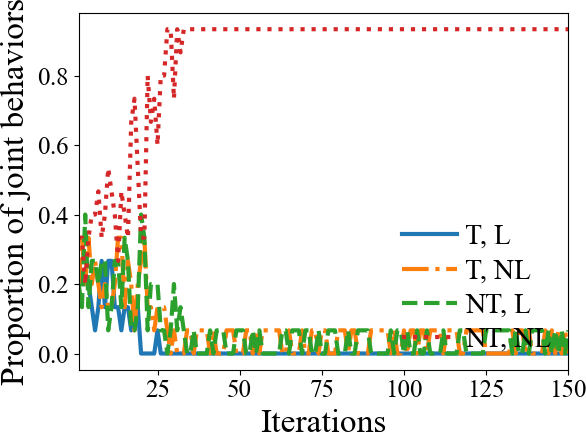 Proportion of joint behaviors
0.8
0.6
0.4
0.2
0.0
T, L
T, NL
NT, L
NT, NL
25 50 75 100 125 150
Iterations